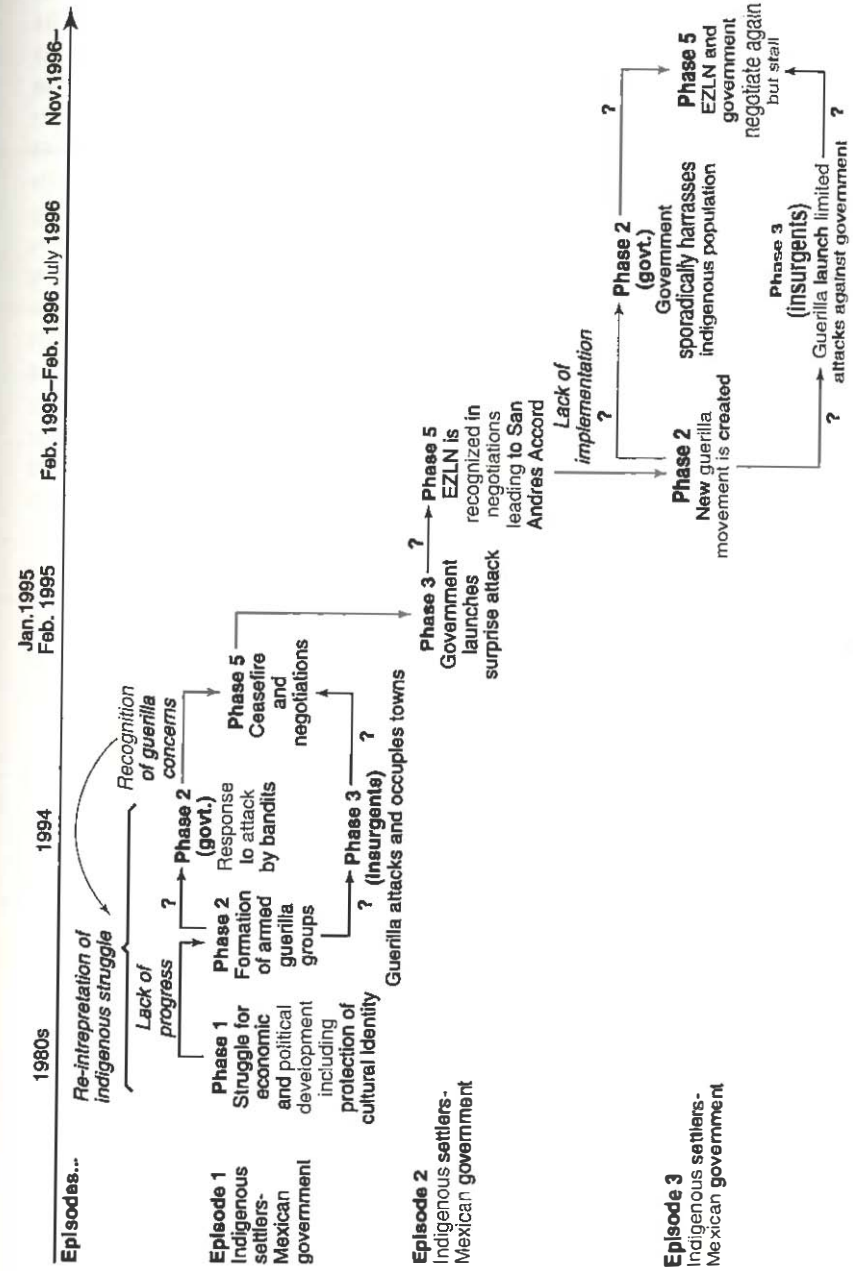 1980s
1994
Jan.1995
Feb. 1995
Feb. 1995–Feb. 1996
July 1996
Nov.1996–
Episodes...
Re-intrepretation of
indigenous struggle
Recognition
of guerilla
concerns
Lack of
progress
Episode 1
Indigenous
settlers-
Mexican
government
Phase 1
Struggle for
economic
and political
development
including
protection of
cultural Identity
Phase 2
Formation
of armed
guerilla
groups
?
Phase 2
(govt.)
Response
to attack
by bandits
?
Phase 3
(Insurgents)
Guerilla attacks and occupies towns
?
Phase 5
Ceasefire
and
negotiations
Episode 2
Indigenous settlers-
Mexican government
Phase 3
Government
launches
surprise attack
?
Phase 5
EZLN is
recognized in
negotiations
leading to San
Andres Accord
Lack of
implementation
Episode 3
Indigenous settlers-
Mexican government
Phase 2
New guerilla
movement is created
?
Phase 2
(govt.)
Government
sporadically harrasses
indigenous population
?
?
Phase 3
(insurgents)
Guerilla launch limited
attacks against government
?
Phase 5
EZLN and
government
negotiate again
but stall